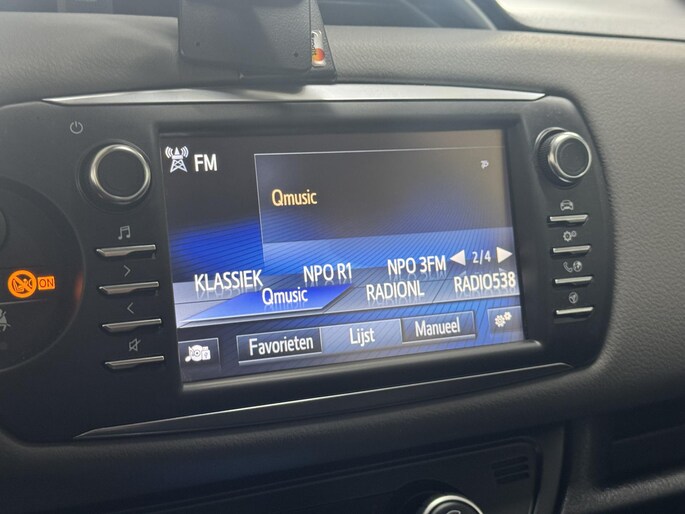 FM
Qmusic
KLASSIEK NPO R1 NPO 3FM 2/4
Qmusic RADIONL RADIO538
Favorieten Lijst Manueel
ON